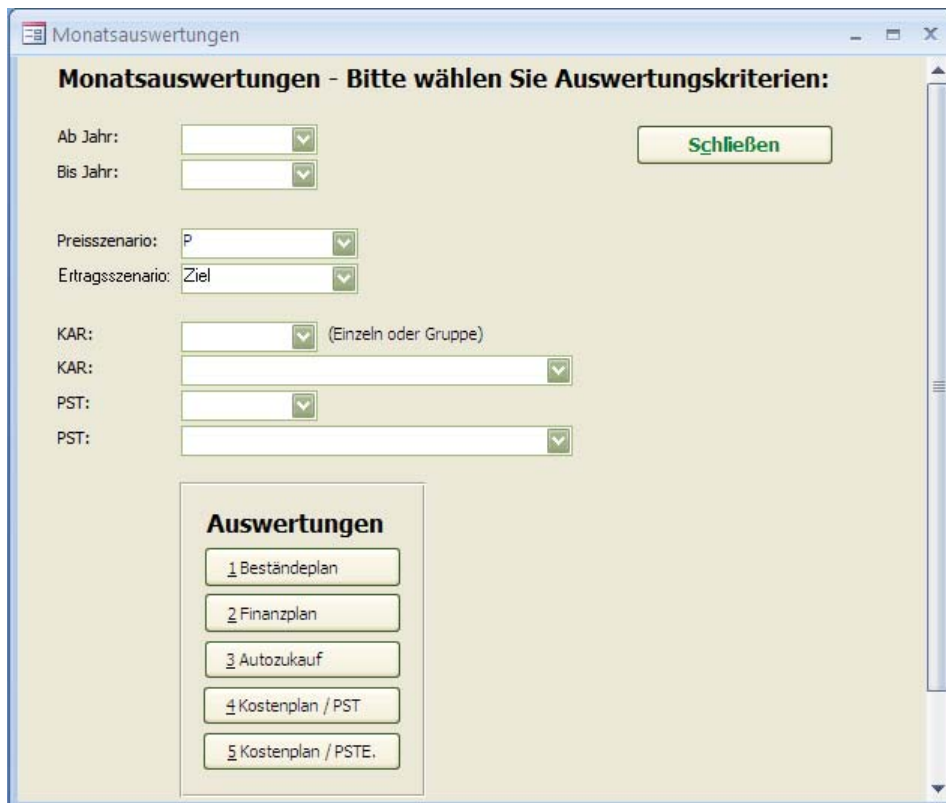 Monatsauswertungen
Monatsauswertungen - Bitte wählen Sie Auswertungskriterien:
Ab Jahr:
Schließen
Bis Jahr:
Preisszenario: P
Ertragsszenario: Ziel
KAR: (Einzeln oder Gruppe)
KAR:
PST:
PST:
Auswertungen
1 Beständeplan
2 Finanzplan
3 Autozukauf
4 Kostenplan / PST
5 Kostenplan / PSTE.